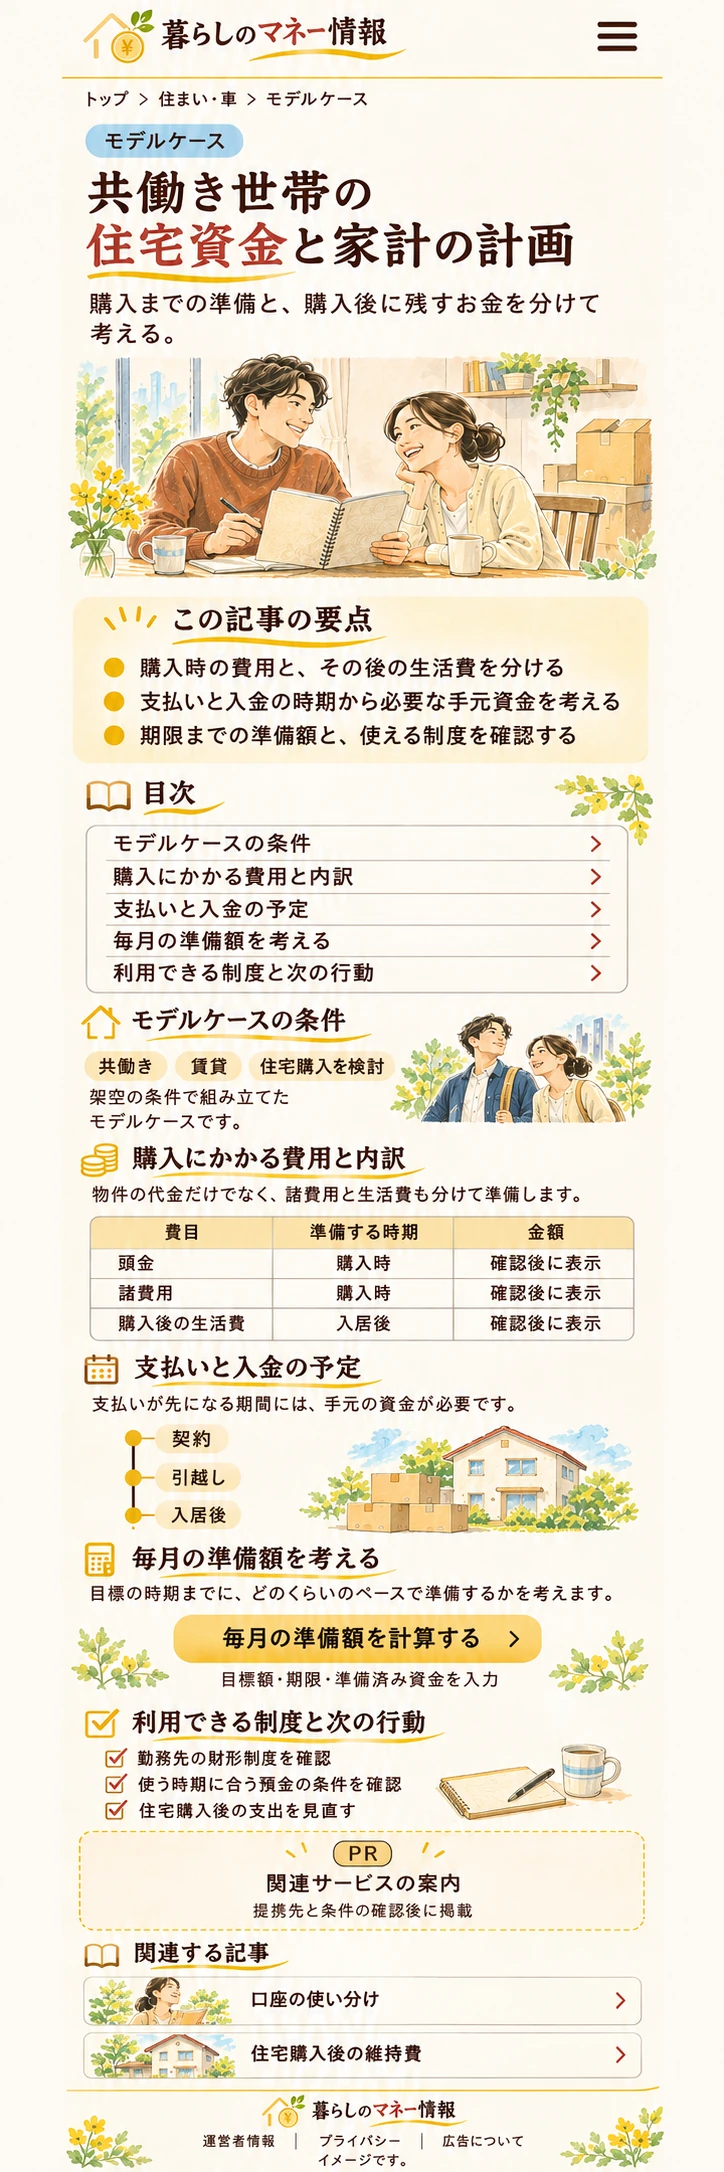 暮らしのマネー情報
トップ > 住まい・車 > モデルケース
モデルケース
共働き世帯の
住宅資金と家計の計画
購入までの準備と、購入後に残すお金を分けて
考える。
この記事の要点
購入時の費用と、その後の生活費を分ける
支払いと入金の時期から必要な手元資金を考える
期限までの準備額と、使える制度を確認する
目次
モデルケースの条件
購入にかかる費用と内訳
支払いと入金の予定
毎月の準備額を考える
利用できる制度と次の行動
モデルケースの条件
共働き 賃貸 住宅購入を検討
架空の条件で組み立てた
モデルケースです。
購入にかかる費用と内訳
物件の代金だけでなく、諸費用と生活費も分けて準備します。
費目 準備する時期 金額
頭金 購入時 確認後に表示
諸費用 購入時 確認後に表示
購入後の生活費 入居後 確認後に表示
支払いと入金の予定
支払いが先になる期間には、手元の資金が必要です。
契約
引越し
入居後
毎月の準備額を考える
目標の時期までに、どのくらいのペースで準備するかを考えます。
毎月の準備額を計算する
目標額・期限・準備済み資金を入力
利用できる制度と次の行動
勤務先の財形制度を確認
使う時期に合う預金の条件を確認
住宅購入後の支出を見直す
PR
関連サービスの案内
提携先と条件の確認後に掲載
関連する記事
口座の使い分け
住宅購入後の維持費
暮らしのマネー情報
運営者情報 | プライバシー | 広告について
イメージです。